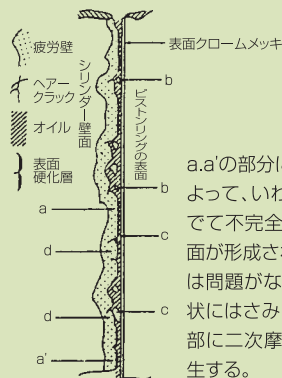 疲労壁
ヘアー
クラック
オイル
表面
硬化層
シリンダー壁面
ピストンリングの表面
表面クロームメッキ
b
b
a
c
d
d
c
a'
a.a'の部分に
よって、いわ
でて不完全
面が形成さ
は問題がな
状にはさみ
部に二次摩
生する。